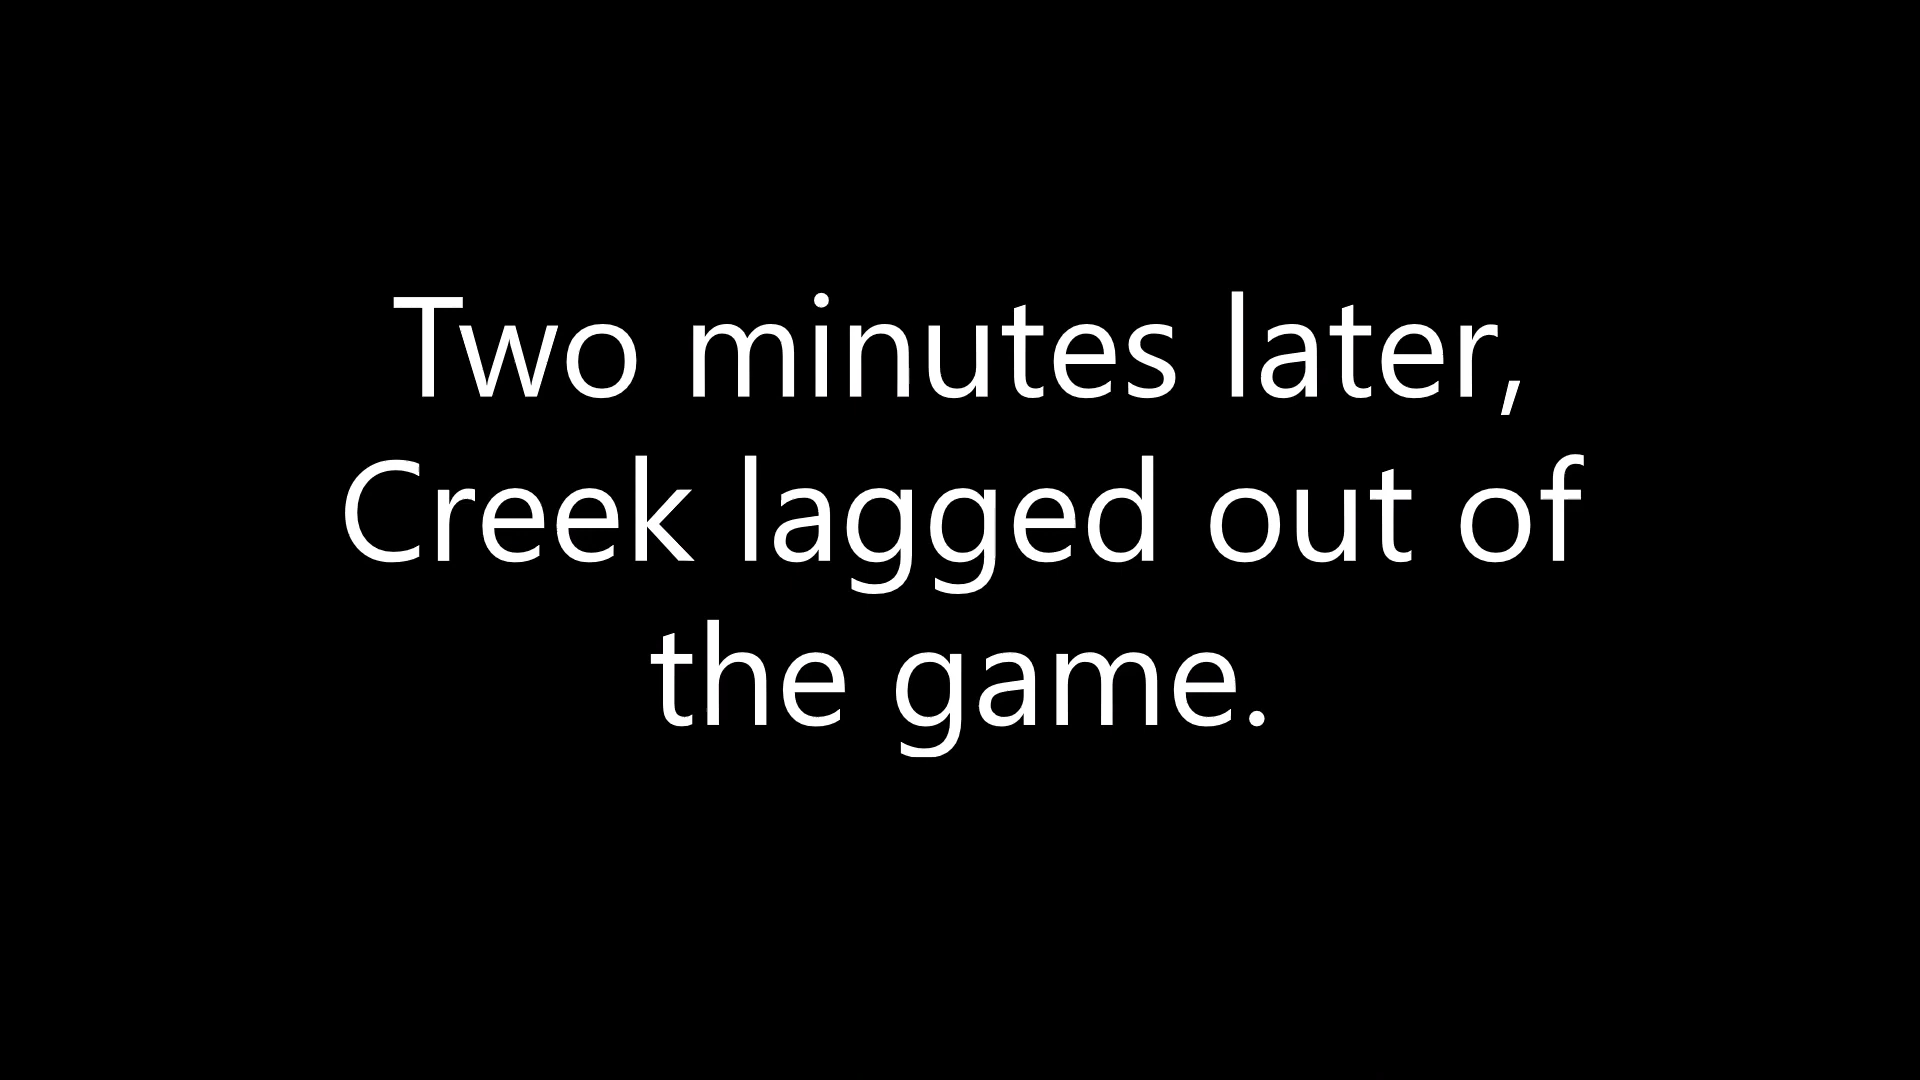 Two minutes later,
Creek lagged out of
the game.